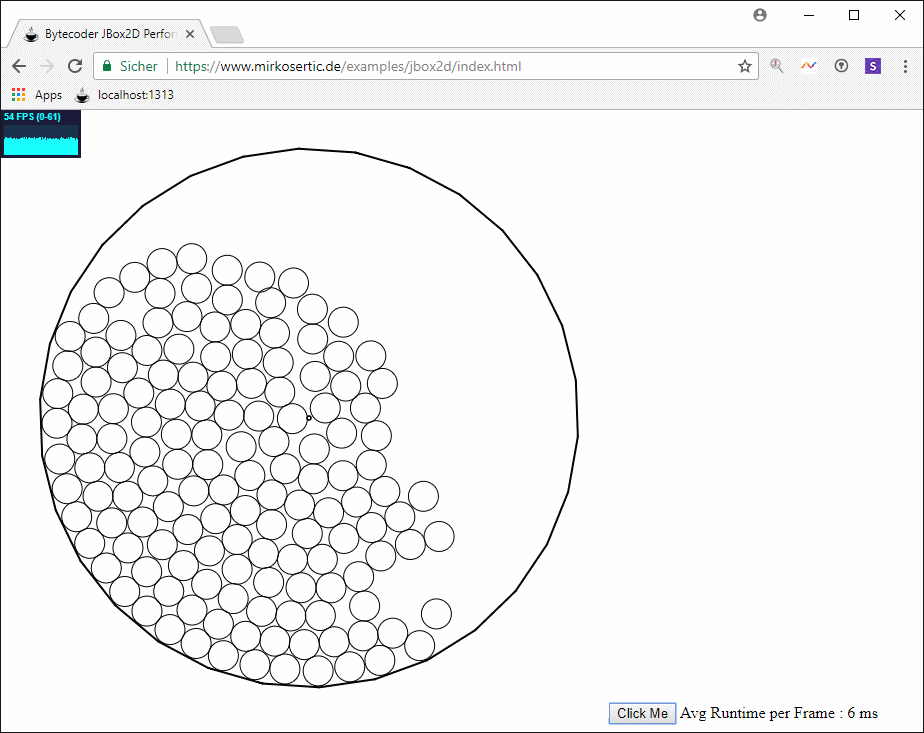 Bytecoder JBox2D Perfor
Sicher https://www.mirkosertic.de/examples/jbox2d/index.html
S
Apps localhost:1313
54 FPS (0-61)
Click Me Avg Runtime per Frame : 6 ms